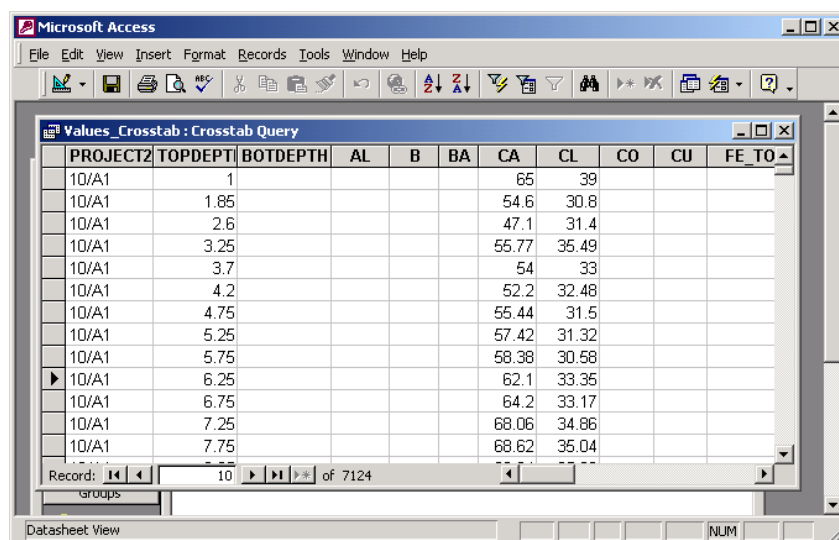 Microsoft Access
File Edit View Insert Format Records Tools Window Help
Values_Crosstab : Crosstab Query
PROJECT2 TOPDEPTI BOTDEPTH AL B BA CA CL CO CU FE_TO
10/A1 1 65 39
10/A1 1.85 54.6 30.8
10/A1 2.6 47.1 31.4
10/A1 3.25 55.77 35.49
10/A1 3.7 54 33
10/A1 4.2 52.2 32.48
10/A1 4.75 55.44 31.5
10/A1 5.25 57.42 31.32
10/A1 5.75 58.38 30.58
10/A1 6.25 62.1 33.35
10/A1 6.75 64.2 33.17
10/A1 7.25 68.06 34.86
10/A1 7.75 68.62 35.04
Record: 10 of 7124
Groups
Datasheet View NUM